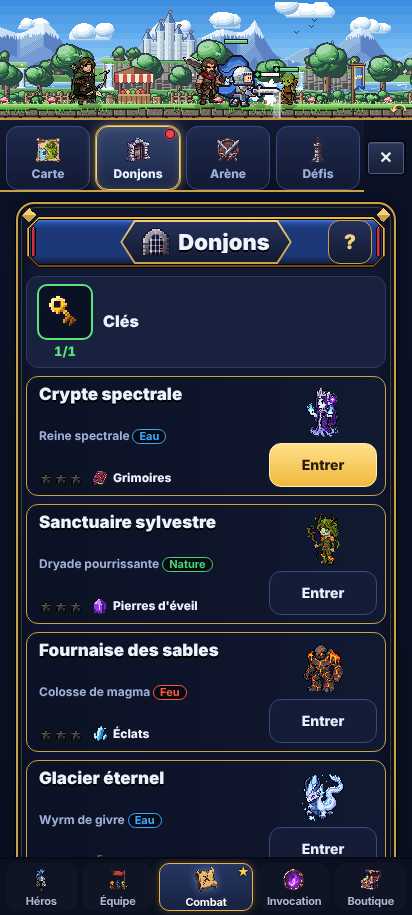 Carte
Donjons
Arène
Défis
×
Donjons
?
Clés
1/1
Crypte spectrale
Reine spectrale Eau
Grimoires
Entrer
Sanctuaire sylvestre
Dryade pourrissante Nature
Pierres d'éveil
Entrer
Fournaise des sables
Colosse de magma Feu
Éclats
Entrer
Glacier éternel
Wyrm de givre Eau
Entrer
Héros
Équipe
Combat
Invocation
Boutique